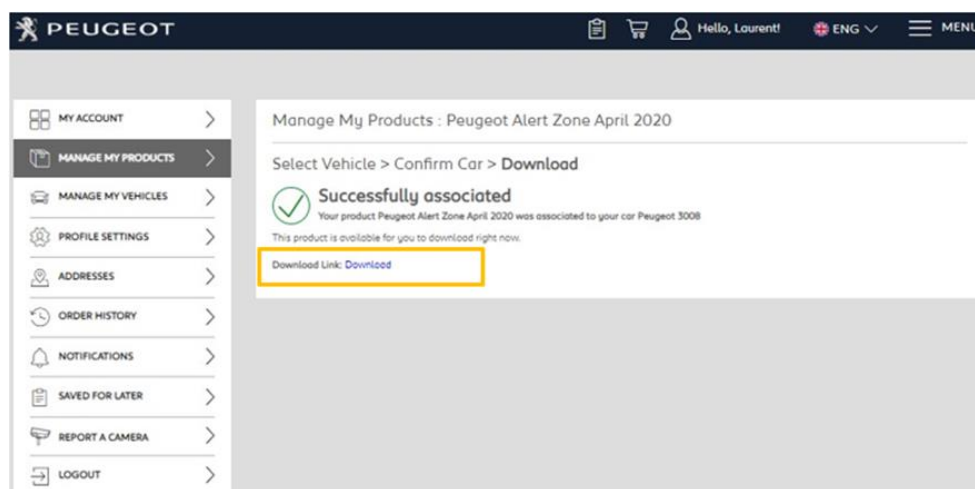 PEUGEOT
Hello, Laurent!
ENG
MENU
MY ACCOUNT
MANAGE MY PRODUCTS
MANAGE MY VEHICLES
PROFILE SETTINGS
ADDRESSES
ORDER HISTORY
NOTIFICATIONS
SAVED FOR LATER
REPORT A CAMERA
LOGOUT
Manage My Products : Peugeot Alert Zone April 2020
Select Vehicle > Confirm Car > Download
Successfully associated
Your product Peugeot Alert Zone April 2020 was associated to your car Peugeot 3008
This product is available for you to download right now.
Download Link: Download